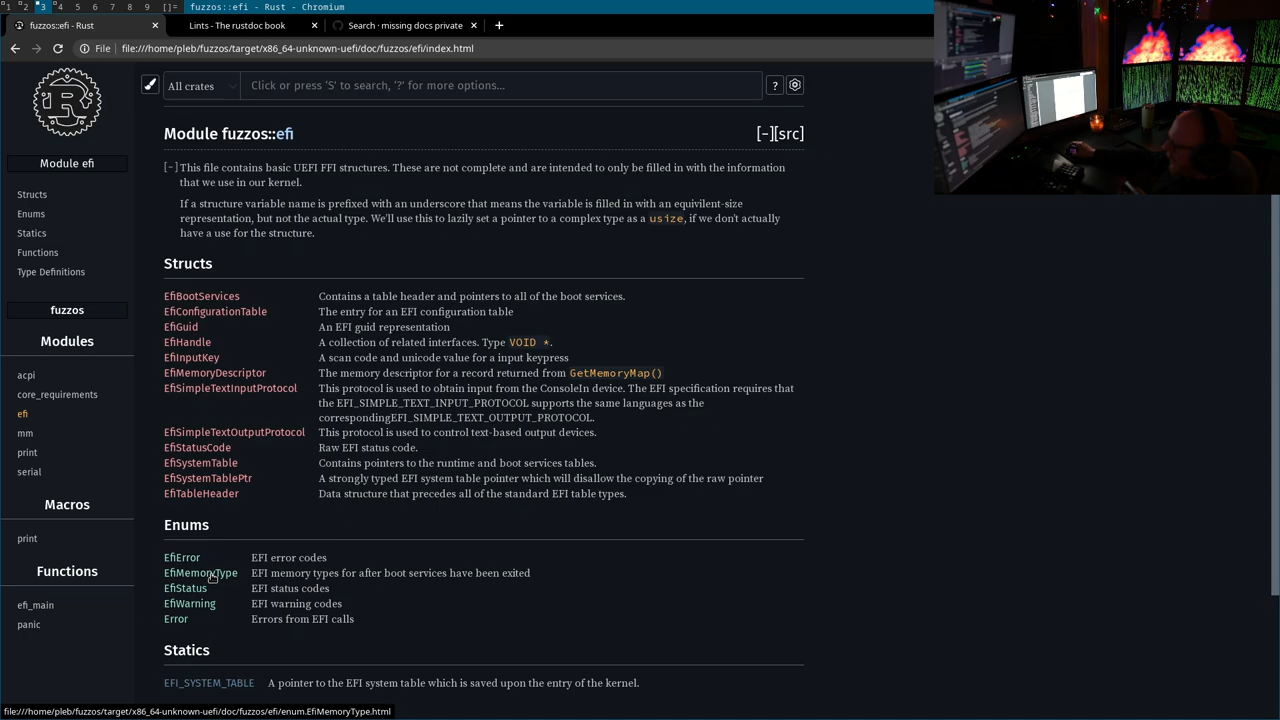 1 2 3 4 5 6 7 8 9 []= fuzzos::efi - Rust - Chromium
fuzzos::efi - Rust × Lints - The rustdoc book × Search · missing docs private × +
File file:///home/pleb/fuzzos/target/x86_64-unknown-uefi/doc/fuzzos/efi/index.html
All crates Click or press ‘S’ to search, ‘?’ for more options... ?
Module fuzzos::efi [−][src]
[−] This file contains basic UEFI FFI structures. These are not complete and are intended to only be filled in with the information
that we use in our kernel.
If a structure variable name is prefixed with an underscore that means the variable is filled in with an equivilent-size
representation, but not the actual type. We’ll use this to lazily set a pointer to a complex type as a usize, if we don’t actually
have a use for the structure.
Structs
EfiBootServices Contains a table header and pointers to all of the boot services.
EfiConfigurationTable The entry for an EFI configuration table
EfiGuid An EFI guid representation
EfiHandle A collection of related interfaces. Type VOID *.
EfiInputKey A scan code and unicode value for a input keypress
EfiMemoryDescriptor The memory descriptor for a record returned from GetMemoryMap()
EfiSimpleTextInputProtocol This protocol is used to obtain input from the ConsoleIn device. The EFI specification requires that
the EFI_SIMPLE_TEXT_INPUT_PROTOCOL supports the same languages as the
correspondingEFI_SIMPLE_TEXT_OUTPUT_PROTOCOL.
EfiSimpleTextOutputProtocol This protocol is used to control text-based output devices.
EfiStatusCode Raw EFI status code.
EfiSystemTable Contains pointers to the runtime and boot services tables.
EfiSystemTablePtr A strongly typed EFI system table pointer which will disallow the copying of the raw pointer
EfiTableHeader Data structure that precedes all of the standard EFI table types.
Enums
EfiError EFI error codes
EfiMemoryType EFI memory types for after boot services have been exited
EfiStatus EFI status codes
EfiWarning EFI warning codes
Error Errors from EFI calls
Statics
EFI_SYSTEM_TABLE A pointer to the EFI system table which is saved upon the entry of the kernel.
Module efi
Structs
Enums
Statics
Functions
Type Definitions
fuzzos
Modules
acpi
core_requirements
efi
mm
print
serial
Macros
print
Functions
efi_main
panic
file:///home/pleb/fuzzos/target/x86_64-unknown-uefi/doc/fuzzos/efi/enum.EfiMemoryType.html